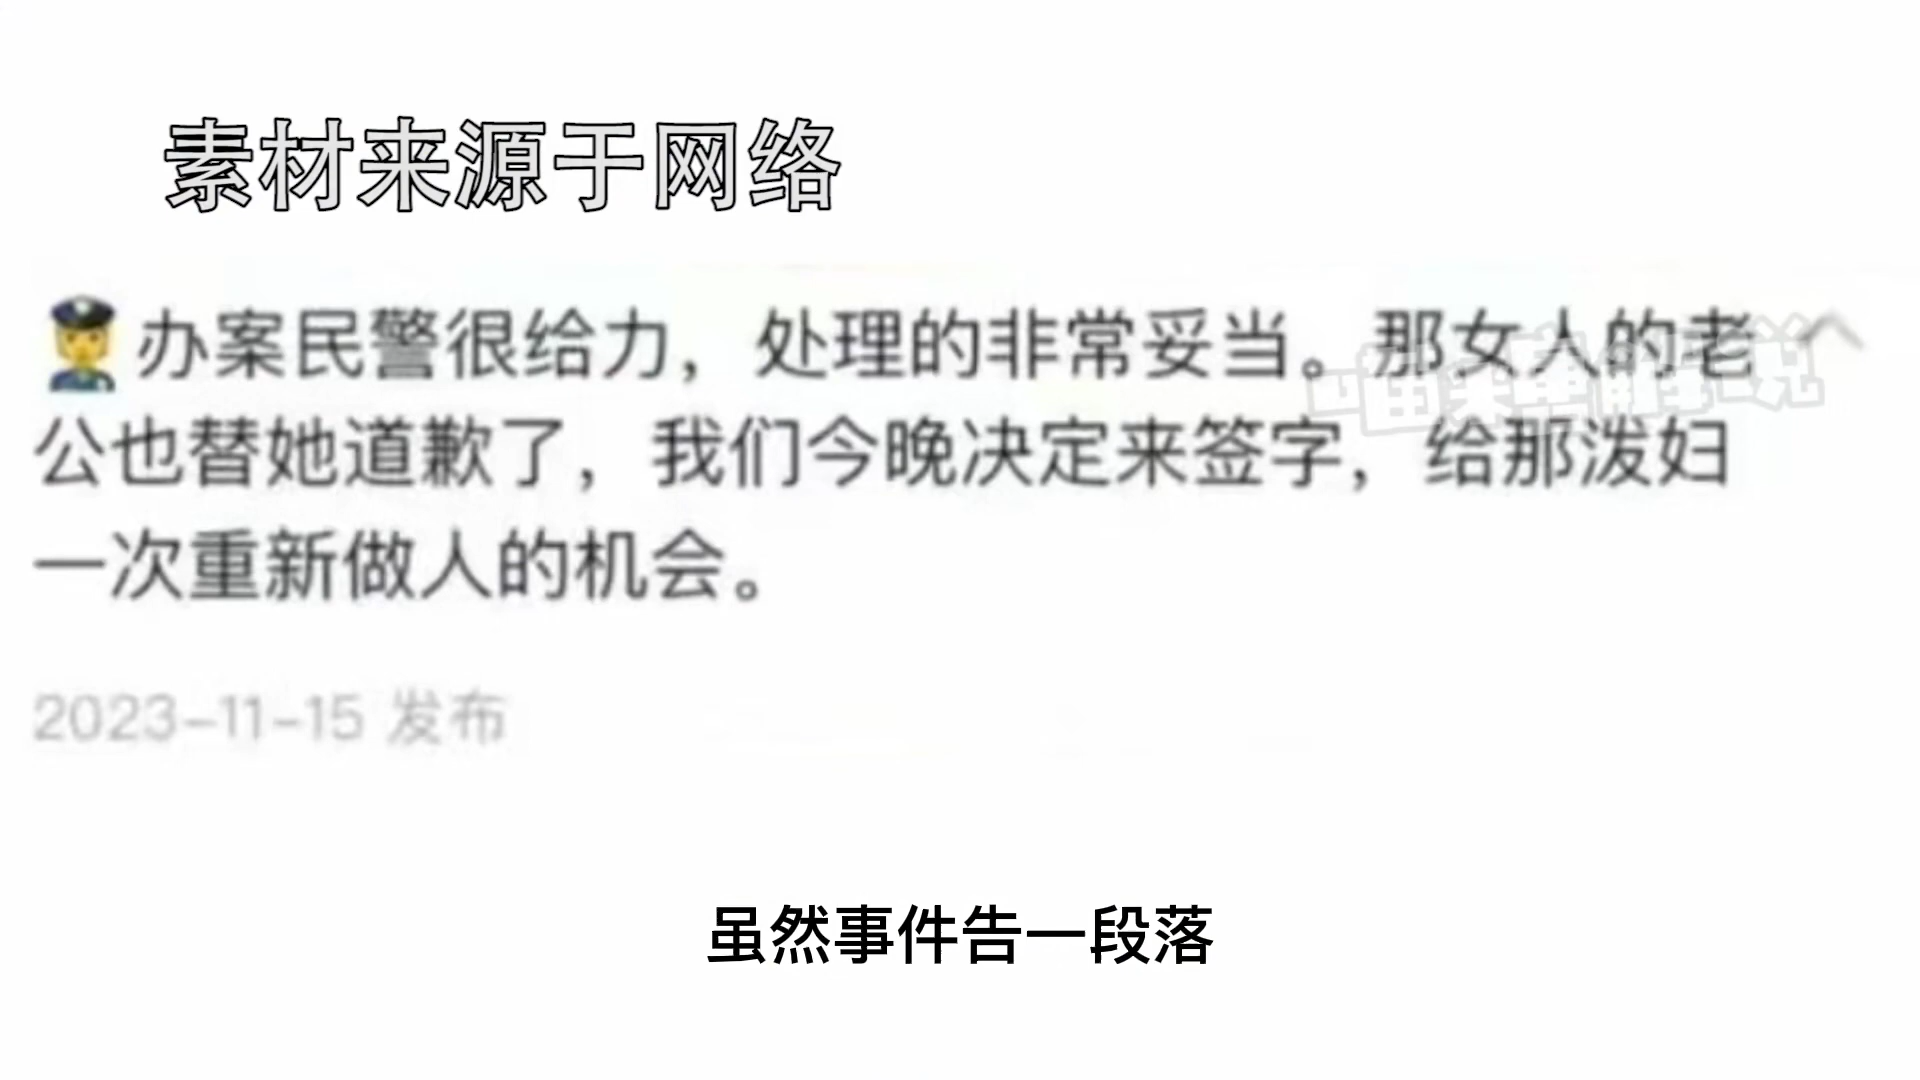 素材来源于网络
办案民警很给力，处理的非常妥当。那女人的老
公也替她道歉了，我们今晚决定来签字，给那泼妇
一次重新做人的机会。
2023-11-15 发布
虽然事件告一段落